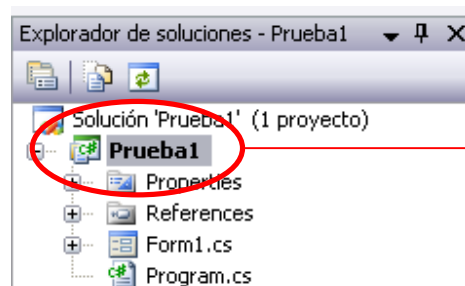 Explorador de soluciones - Prueba1
Solución 'Prueba1' (1 proyecto)
Prueba1
Properties
References
Form1.cs
Program.cs